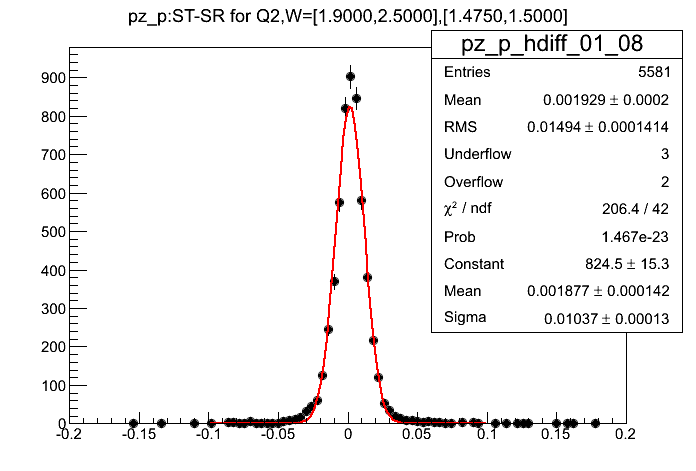 pz_p:ST-SR for Q2,W=[1.9000,2.5000],[1.4750,1.5000]
pz_p_hdiff_01_08
Entries 5581
Mean 0.001929 ± 0.0002
RMS 0.01494 ± 0.0001414
Underflow 3
Overflow 2
χ² / ndf 206.4 / 42
Prob 1.467e-23
Constant 824.5 ± 15.3
Mean 0.001877 ± 0.000142
Sigma 0.01037 ± 0.00013
900
800
700
600
500
400
300
200
100
0
-0.2 -0.15 -0.1 -0.05 0 0.05 0.1 0.15 0.2